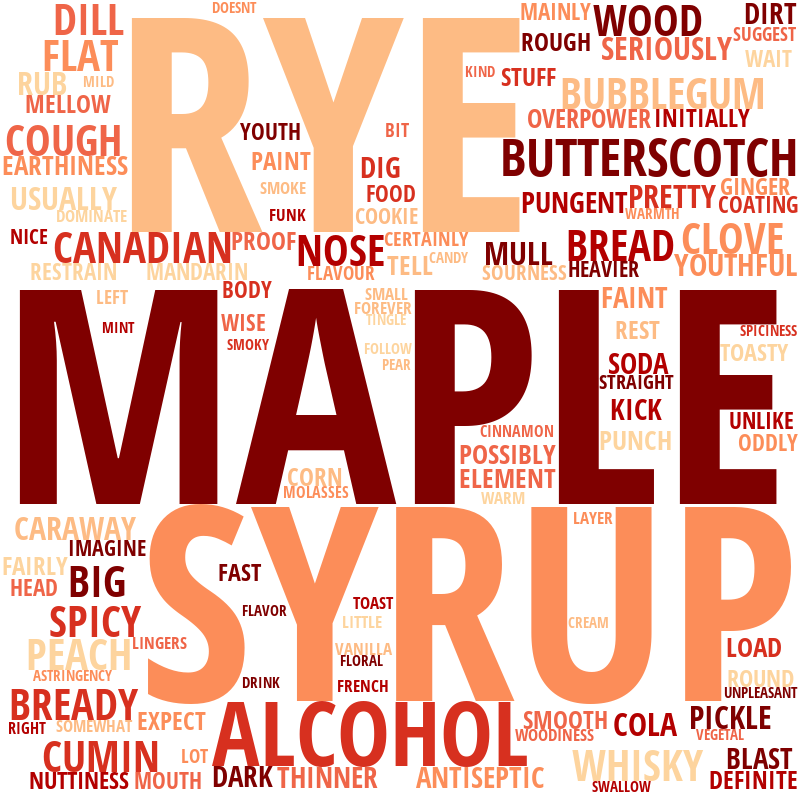 DOESNT
MAINLY
WOOD
DIRT
DILL
RYE
SUGGEST
FLAT
ROUGH
SERIOUSLY
WAIT
RUB
MILD
KIND
STUFF
BUBBLEGUM
MELLOW
OVERPOWER
INITIALLY
COUGH
YOUTH
BIT
BUTTERSCOTCH
EARTHINESS
PAINT
DIG
SMOKE
FOOD
PUNGENT
PRETTY
GINGER
USUALLY
COATING
DOMINATE
FUNK
COOKIE
WARMTH
NICE
CANADIAN
PROOF
NOSE
CERTAINLY
MULL
BREAD
CLOVE
CANDY
TELL
HEAVIER
YOUTHFUL
RESTRAIN
MANDARIN
FLAVOUR
SOURNESS
MAPLE
LEFT
BODY
SMALL
FAINT
FOREVER
TINGLE
MINT
WISE
REST
SPICINESS
SMOKY
FOLLOW
TOASTY
PEAR
SODA
STRAIGHT
KICK
UNLIKE
CINNAMON
PUNCH
ODDLY
POSSIBLY
CORN
ELEMENT
MOLASSES
WARM
SYRUP
CARAWAY
LAYER
IMAGINE
FAIRLY
HEAD
BIG
FAST
SPICY
FLAVOR
TOAST
LITTLE
CREAM
LINGERS
PEACH
VANILLA
LOAD
FLORAL
ASTRINGENCY
DRINK
FRENCH
ROUND
UNPLEASANT
BREADY
ALCOHOL
RIGHT
SOMEWHAT
EXPECT
SMOOTH
COLA
PICKLE
WOODINESS
VEGETAL
CUMIN
LOT
WHISKY
BLAST
NUTTINESS
MOUTH
DARK
THINNER
ANTISEPTIC
SWALLOW
DEFINITE